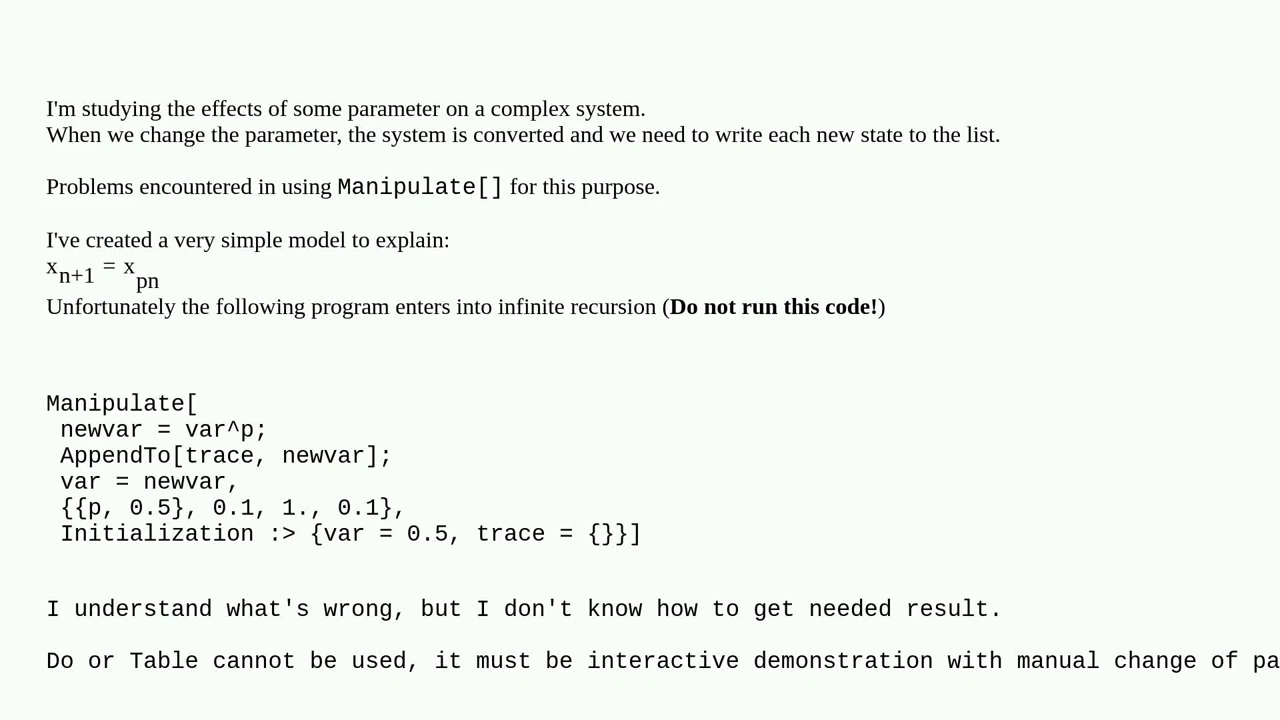 I'm studying the effects of some parameter on a complex system.
When we change the parameter, the system is converted and we need to write each new state to the list.
Problems encountered in using Manipulate[] for this purpose.
I've created a very simple model to explain:
x_{n+1} = x_{pn}
Unfortunately the following program enters into infinite recursion (Do not run this code!)
Manipulate[
 newvar = var^p;
 AppendTo[trace, newvar];
 var = newvar,
 {{p, 0.5}, 0.1, 1., 0.1},
 Initialization :> {var = 0.5, trace = {}}]
I understand what's wrong, but I don't know how to get needed result.
Do or Table cannot be used, it must be interactive demonstration with manual change of